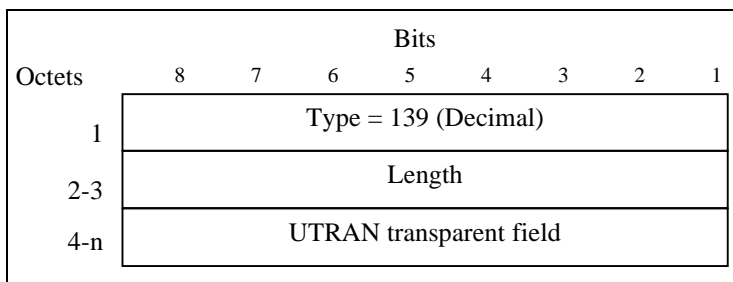 Bits
Octets 8 7 6 5 4 3 2 1
1 Type = 139 (Decimal)
2-3 Length
4-n UTRAN transparent field